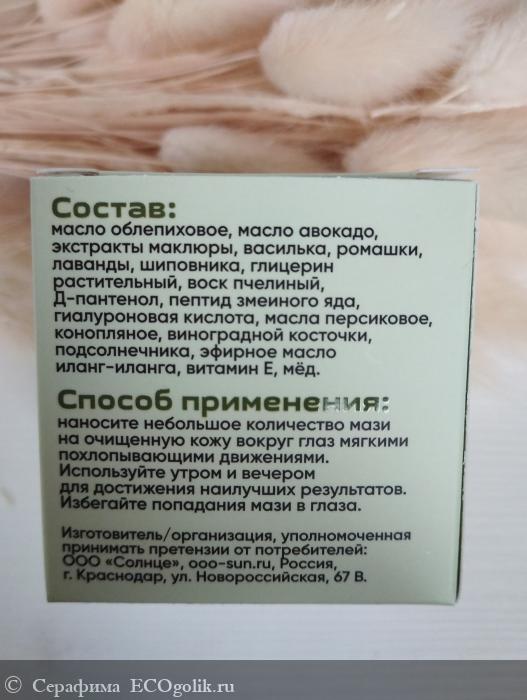 Состав:
масло облепиховое, масло авокадо,
экстракты маклюры, василька, ромашки,
лаванды, шиповника, глицерин
растительный, воск пчелиный,
Д-пантенол, пептид змеиного яда,
гиалуроновая кислота, масла персиковое,
конопляное, виноградной косточки,
подсолнечника, эфирное масло
иланг-иланга, витамин Е, мёд.
Способ применения:
наносите небольшое количество мази
на очищенную кожу вокруг глаз мягкими
похлопывающими движениями.
Используйте утром и вечером
для достижения наилучших результатов.
Избегайте попадания мази в глаза.
Изготовитель/организация, уполномоченная
принимать претензии от потребителей:
ООО «Солнце», ooo-sun.ru, Россия,
г. Краснодар, ул. Новороссийская, 67 В.
© Серафима ECOgolik.ru